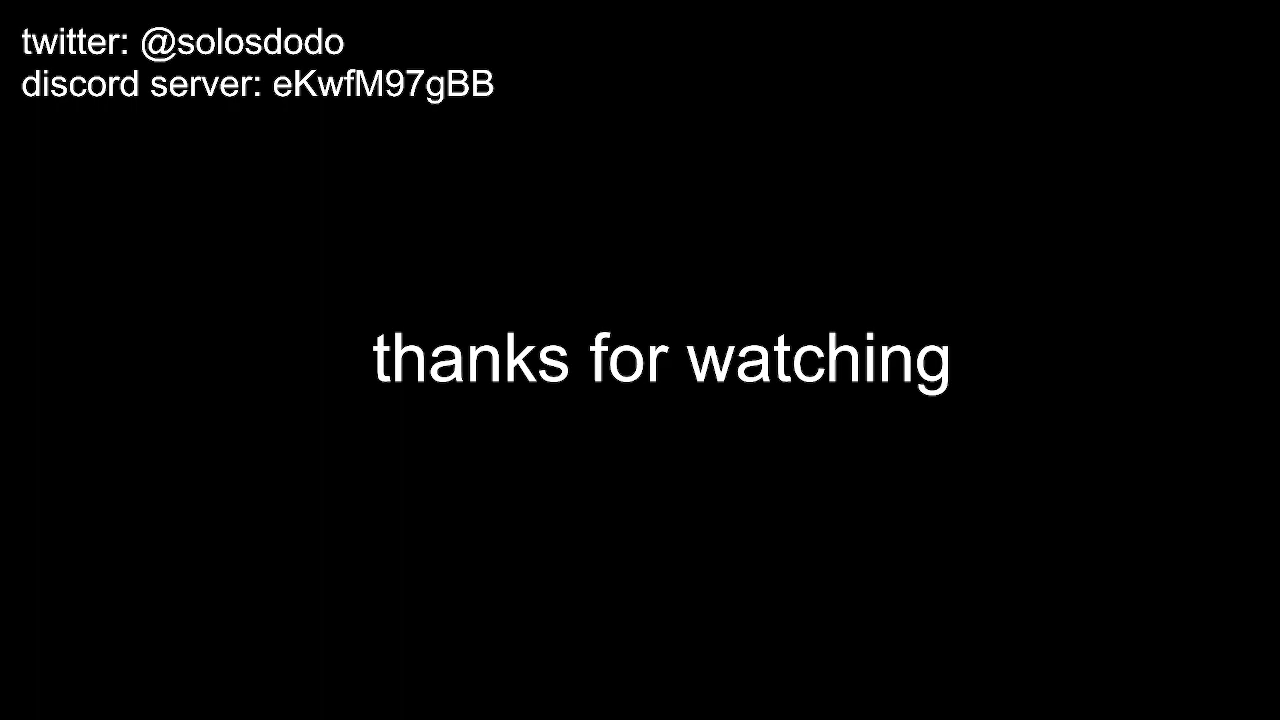 twitter: @solosdodo
discord server: eKwfM97gBB
thanks for watching